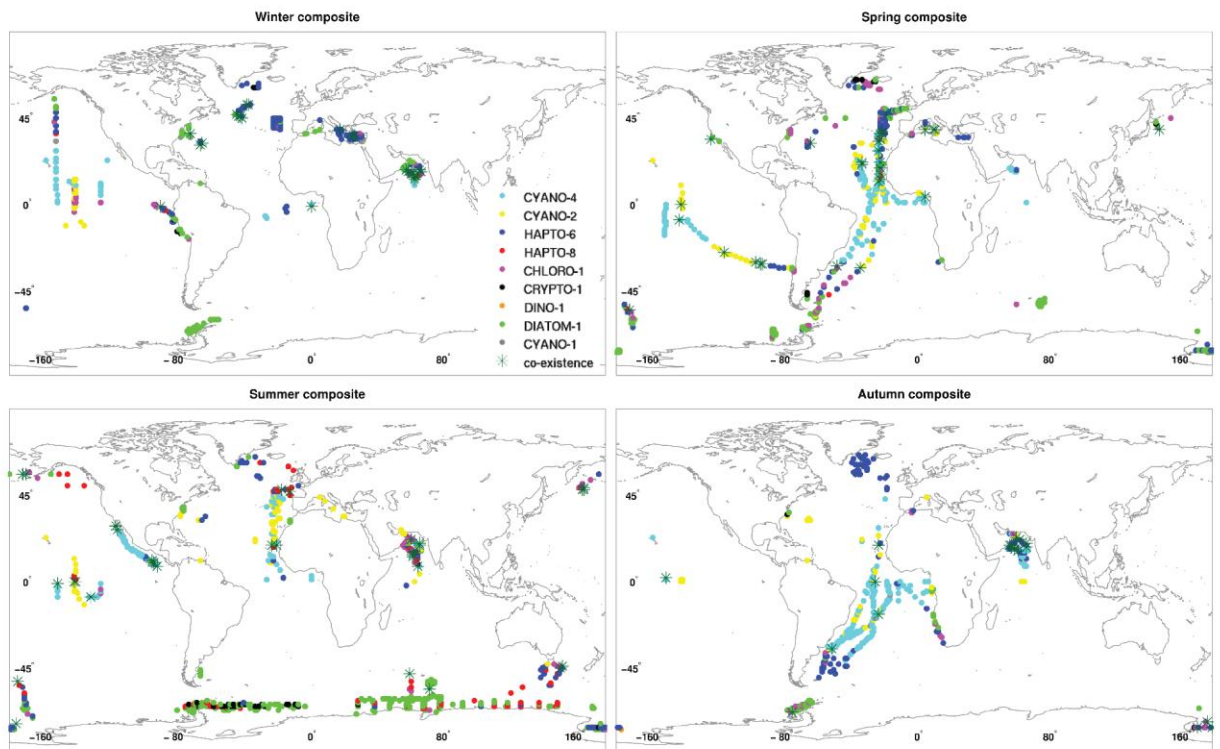 Winter composite
Spring composite
45°
0°
−45°
−160
−80
0
80°
CYANO-4
CYANO-2
HAPTO-6
HAPTO-8
CHLORO-1
CRYPTO-1
DINO-1
DIATOM-1
CYANO-1
co-existence
45°
0°
−45°
−160
−80
0
80
160
Summer composite
Autumn composite
45°
0°
−45°
−160
−80
0
80
160
45°
0°
−45°
−160
−80
0
80
160